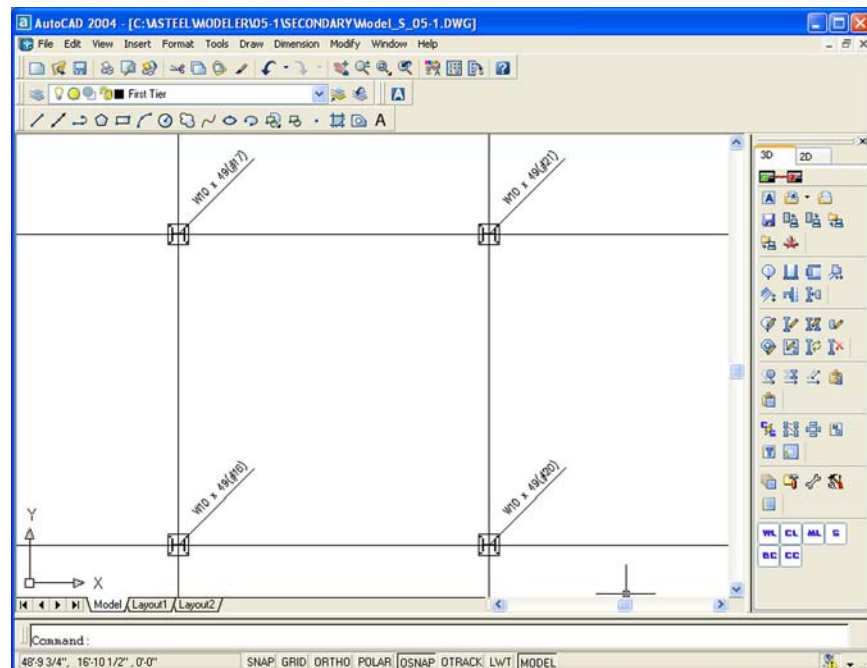 AutoCAD 2004 - [C:\ASTEEL\MODELER\05-1\SECONDARY\Model_S_05-1.DWG]
File Edit View Insert Format Tools Draw Dimension Modify Window Help
First Tier
A
3D 2D
W10 x 49(#17) W10 x 49(#21)
W10 x 49(#18) W10 x 49(#20)
Y
X
WL CL ML S
BC CC
Model Layout1 Layout2
Command:
48'-9 3/4", 16'-10 1/2", 0'-0" SNAP GRID ORTHO POLAR OSNAP OTRACK LWT MODEL